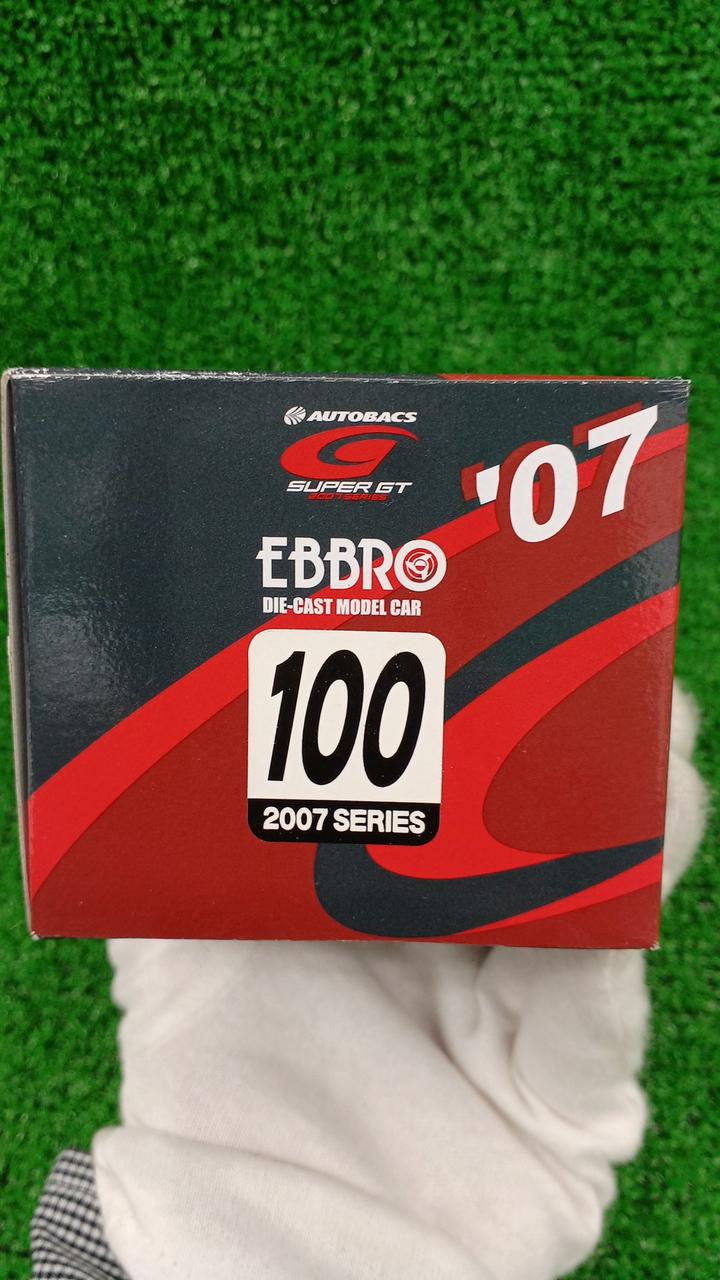 AUTOBACS
SUPER GT
2007 SERIES
'07
EBBRO
DIE-CAST MODEL CAR
100
2007 SERIES